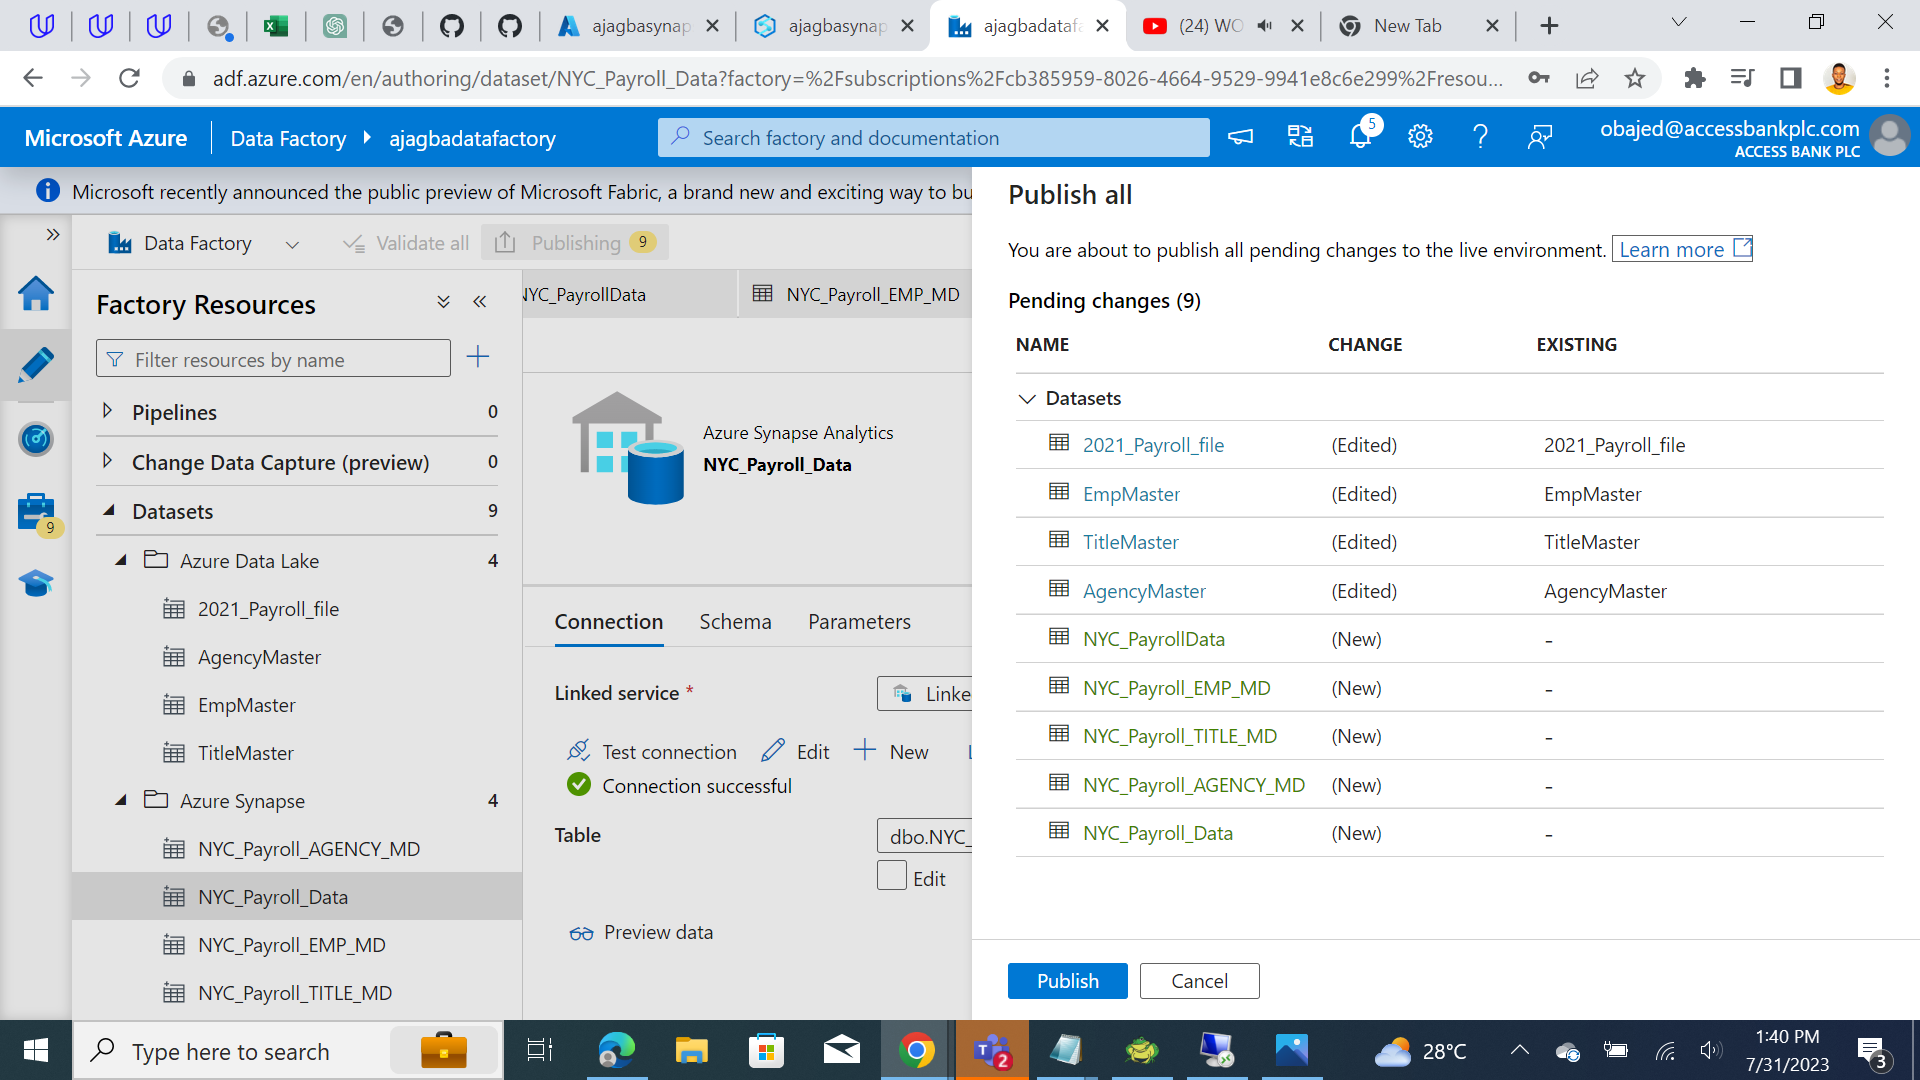 ajagbasynap
ajagbasynap
ajagbadatafa
(24) WO
New Tab
adf.azure.com/en/authoring/dataset/NYC_Payroll_Data?factory=%2Fsubscriptions%2Fcb385959-8026-4664-9529-9941e8c6e299%2Fresou...
Microsoft Azure
Data Factory
ajagbadatafactory
Search factory and documentation
5
obajed@accessbankplc.com
ACCESS BANK PLC
Microsoft recently announced the public preview of Microsoft Fabric, a brand new and exciting way to bu
Data Factory
Validate all
Publishing 9
Factory Resources
Filter resources by name
Pipelines 0
Change Data Capture (preview) 0
Datasets 9
Azure Data Lake 4
2021_Payroll_file
AgencyMaster
EmpMaster
TitleMaster
Azure Synapse 4
NYC_Payroll_AGENCY_MD
NYC_Payroll_Data
NYC_Payroll_EMP_MD
NYC_Payroll_TITLE_MD
9
NYC_PayrollData
NYC_Payroll_EMP_MD
Azure Synapse Analytics
NYC_Payroll_Data
Connection Schema Parameters
Linked service *
Linke
Test connection Edit New
Connection successful
Table
dbo.NYC_
Edit
Preview data
Publish all
You are about to publish all pending changes to the live environment. Learn more
Pending changes (9)
NAME CHANGE EXISTING
Datasets
2021_Payroll_file (Edited) 2021_Payroll_file
EmpMaster (Edited) EmpMaster
TitleMaster (Edited) TitleMaster
AgencyMaster (Edited) AgencyMaster
NYC_PayrollData (New) -
NYC_Payroll_EMP_MD (New) -
NYC_Payroll_TITLE_MD (New) -
NYC_Payroll_AGENCY_MD (New) -
NYC_Payroll_Data (New) -
Publish Cancel
Type here to search
2
28°C
1:40 PM
7/31/2023
3